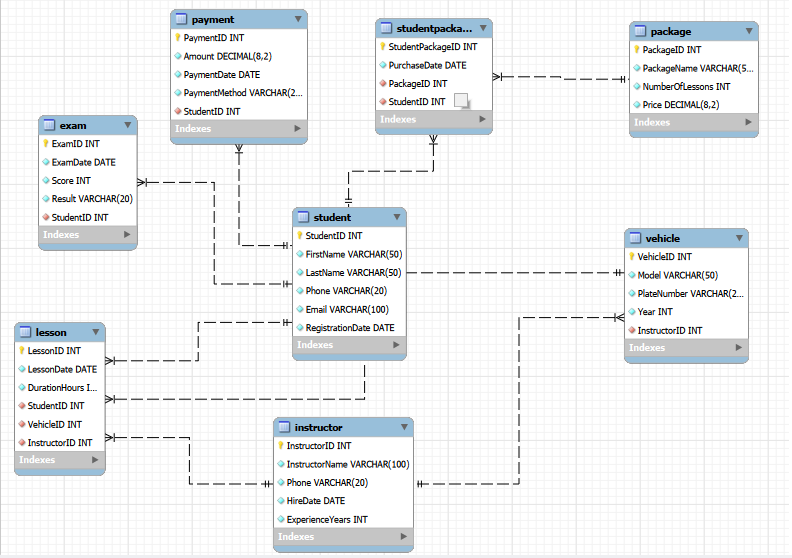 payment
PaymentID INT
Amount DECIMAL(8,2)
PaymentDate DATE
PaymentMethod VARCHAR(2...
StudentID INT
Indexes
studentpacka...
StudentPackageID INT
PurchaseDate DATE
PackageID INT
StudentID INT
Indexes
package
PackageID INT
PackageName VARCHAR(5...
NumberOfLessons INT
Price DECIMAL(8,2)
Indexes
exam
ExamID INT
ExamDate DATE
Score INT
Result VARCHAR(20)
StudentID INT
Indexes
student
StudentID INT
FirstName VARCHAR(50)
LastName VARCHAR(50)
Phone VARCHAR(20)
Email VARCHAR(100)
RegistrationDate DATE
Indexes
vehicle
VehicleID INT
Model VARCHAR(50)
PlateNumber VARCHAR(2...
Year INT
InstructorID INT
Indexes
lesson
LessonID INT
LessonDate DATE
DurationHours I...
StudentID INT
VehicleID INT
InstructorID INT
Indexes
instructor
InstructorID INT
InstructorName VARCHAR(100)
Phone VARCHAR(20)
HireDate DATE
ExperienceYears INT
Indexes